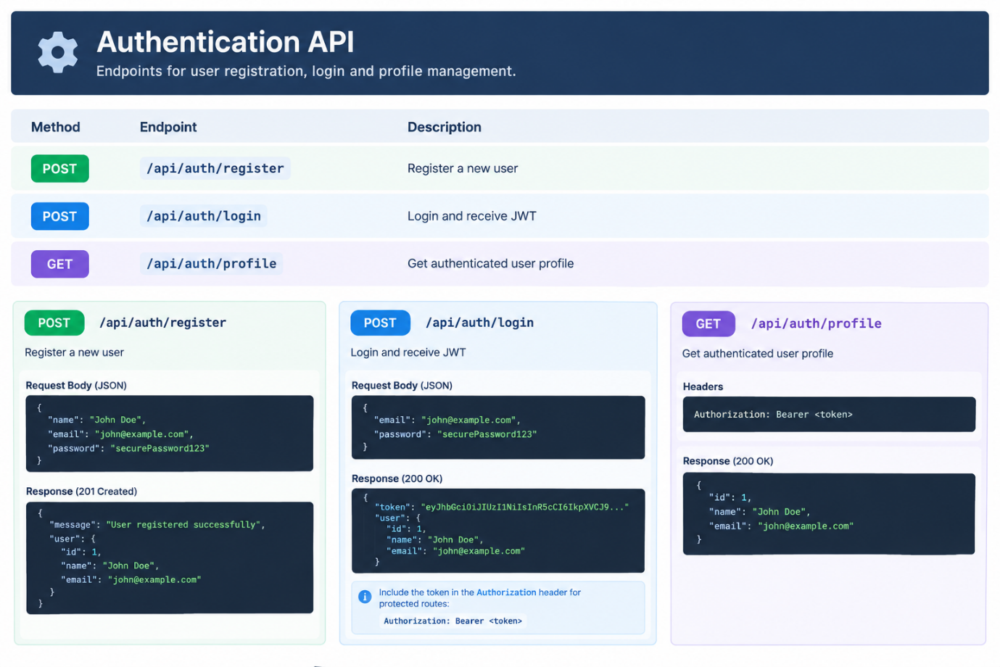 Authentication API
Endpoints for user registration, login and profile management.
Method Endpoint Description
POST /api/auth/register Register a new user
POST /api/auth/login Login and receive JWT
GET /api/auth/profile Get authenticated user profile
POST /api/auth/register
Register a new user
Request Body (JSON)
{
"name": "John Doe",
"email": "john@example.com",
"password": "securePassword123"
}
Response (201 Created)
{
"message": "User registered successfully",
"user": {
"id": 1,
"name": "John Doe",
"email": "john@example.com"
}
}
POST /api/auth/login
Login and receive JWT
Request Body (JSON)
{
"email": "john@example.com",
"password": "securePassword123"
}
Response (200 OK)
{
"token": "eyJhbGciOiJIUzI1NiIsInR5cCI6IkpXVCJ9..."
"user": {
"id": 1,
"name": "John Doe",
"email": "john@example.com"
}
Include the token in the Authorization header for
protected routes:
Authorization: Bearer <token>
GET /api/auth/profile
Get authenticated user profile
Headers
Authorization: Bearer <token>
Response (200 OK)
{
"id": 1,
"name": "John Doe",
"email": "john@example.com"
}